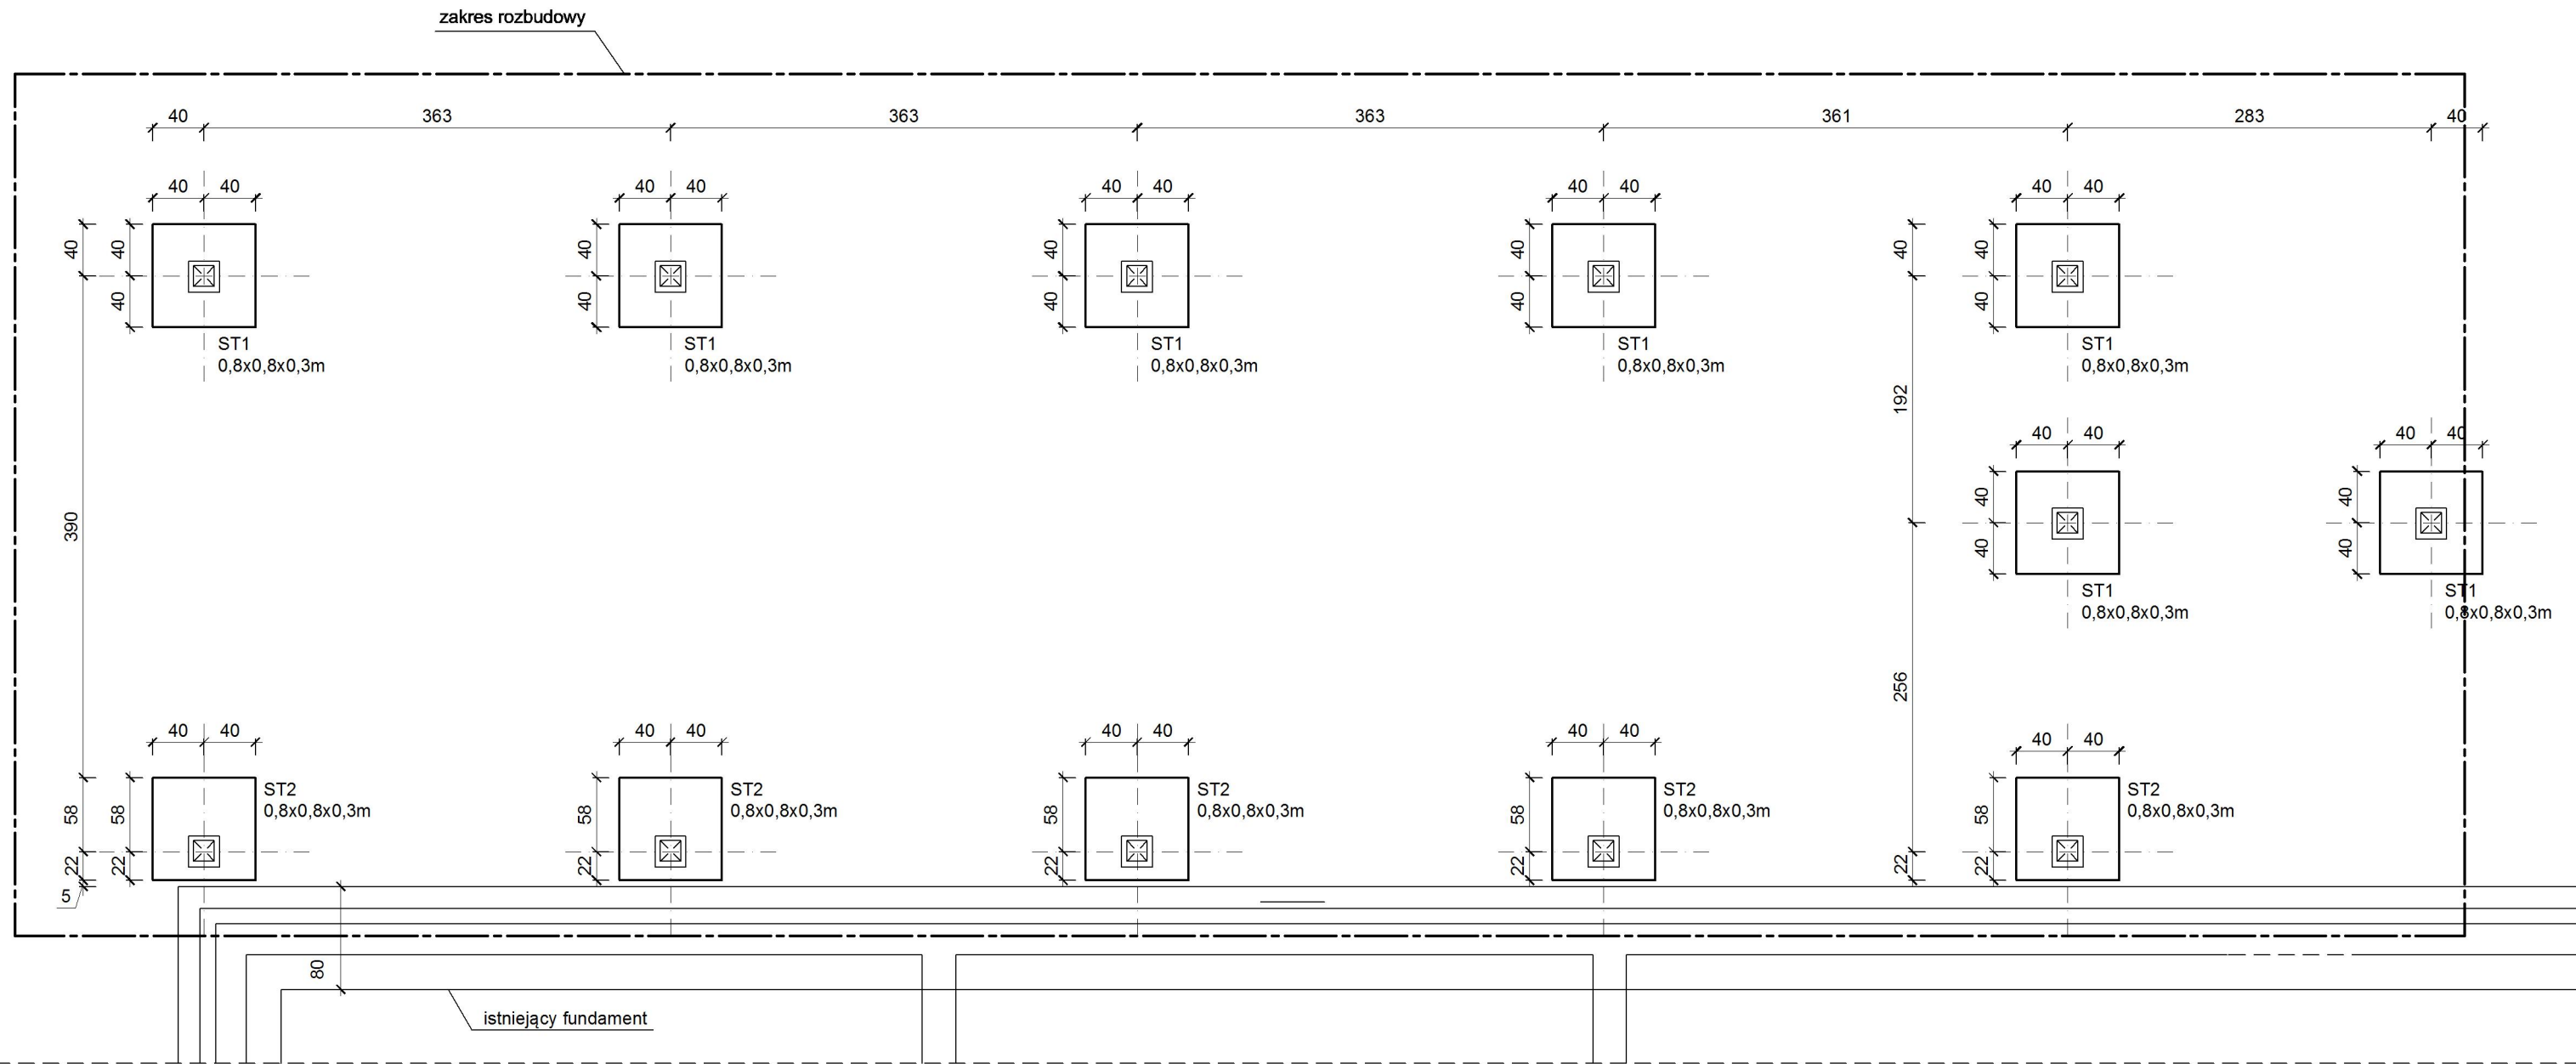 zakres rozbudowy
40 363 363 363 361 283 40
40 40 40 40 40 40 40 40 40 40
40 40 40 40 40 40 40
40 40 40 40 40
ST1 ST1 ST1 ST1 ST1
0,8x0,8x0,3m 0,8x0,8x0,3m 0,8x0,8x0,3m 0,8x0,8x0,3m 0,8x0,8x0,3m
192
40 40 40 40
40 40
390
40 40
ST1 ST1
0,8x0,8x0,3m 0,8x0,8x0,3m
256
40 40 40 40 40 40 40 40
40 40
ST2 ST2 ST2 ST2 ST2
0,8x0,8x0,3m 0,8x0,8x0,3m 0,8x0,8x0,3m 0,8x0,8x0,3m 0,8x0,8x0,3m
58 58 58 58 58 58
22 22 22 22 22 22 22
5
80
istniejący fundament